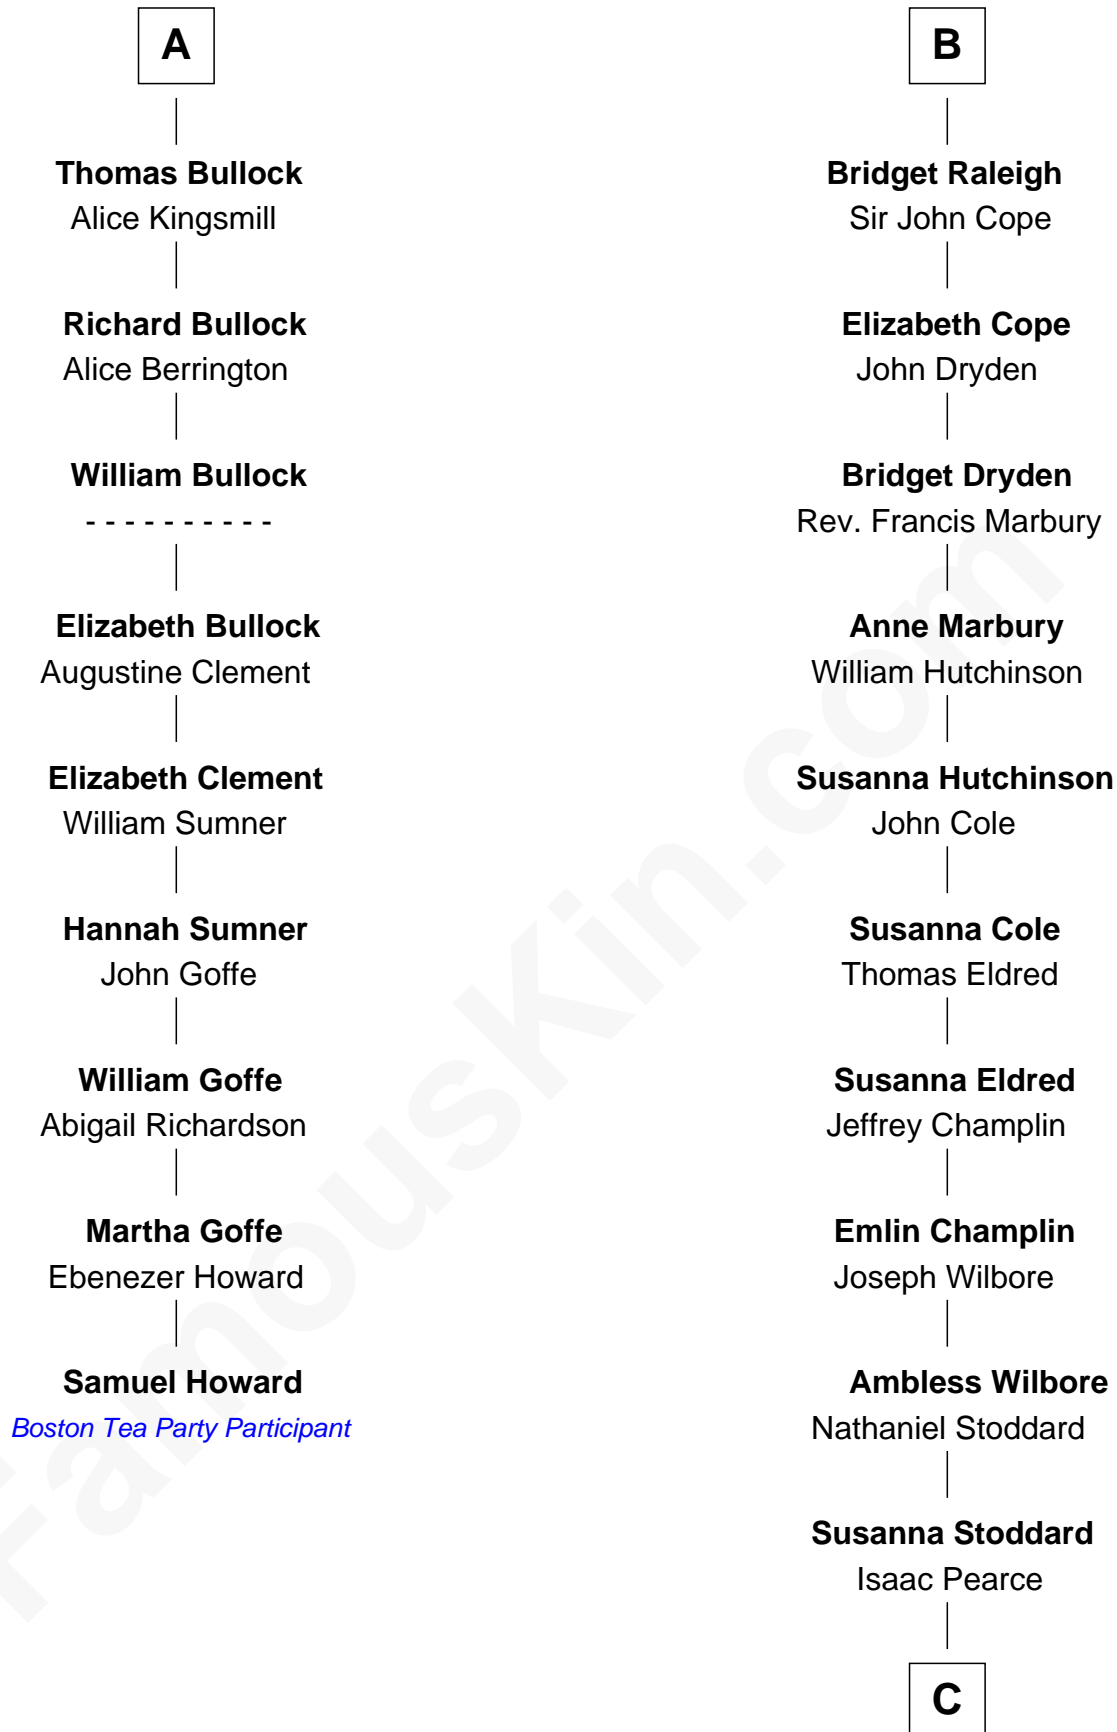 A
Thomas Bullock
Alice Kingsmill
Richard Bullock
Alice Berrington
William Bullock
- - - - - - - - - -
Elizabeth Bullock
Augustine Clement
Elizabeth Clement
William Sumner
Hannah Sumner
John Goffe
William Goffe
Abigail Richardson
Martha Goffe
Ebenezer Howard
Samuel Howard
Boston Tea Party Participant
B
Bridget Raleigh
Sir John Cope
Elizabeth Cope
John Dryden
Bridget Dryden
Rev. Francis Marbury
Anne Marbury
William Hutchinson
Susanna Hutchinson
John Cole
Susanna Cole
Thomas Eldred
Susanna Eldred
Jeffrey Champlin
Emlin Champlin
Joseph Wilbore
Ambless Wilbore
Nathaniel Stoddard
Susanna Stoddard
Isaac Pearce
C
FamousKin.com